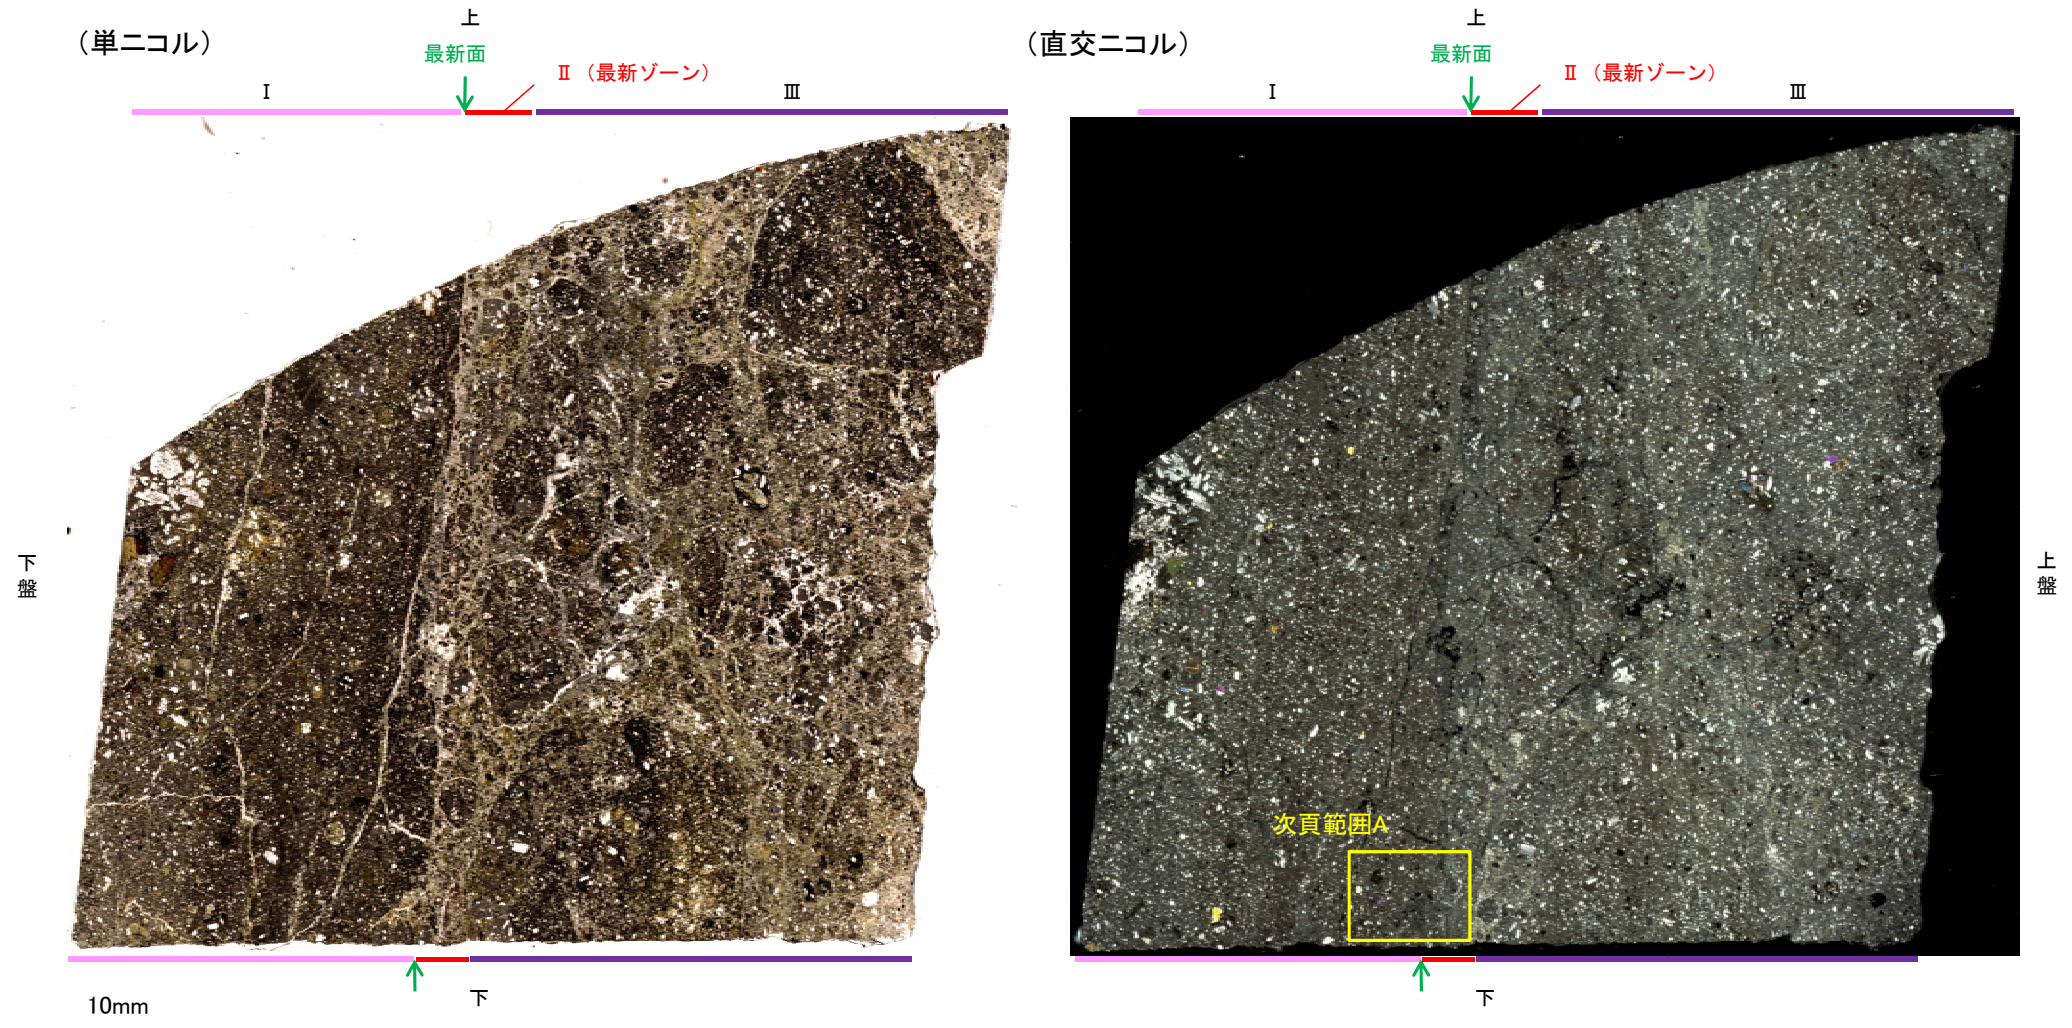 (単ニコル)
上
最新面
Ⅱ (最新ゾーン)
Ⅰ
Ⅲ
下
盤
下
10mm
(直交ニコル)
上
最新面
Ⅱ (最新ゾーン)
Ⅰ
Ⅲ
次頁範囲A
上
盤
下